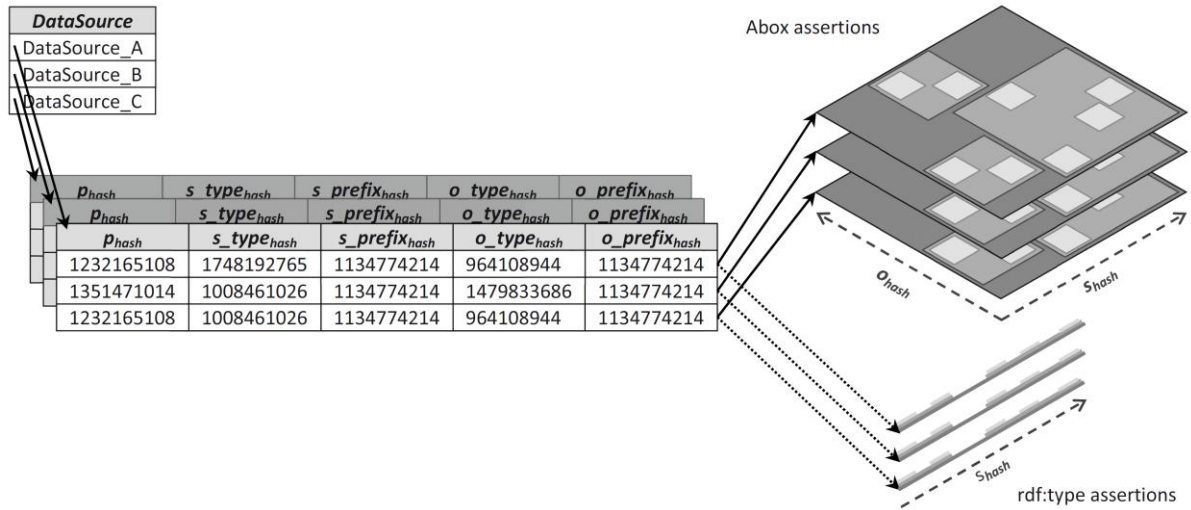 DataSource
DataSource_A
DataSource_B
DataSource_C
Abox assertions
p_hash s_type_hash s_prefix_hash o_type_hash o_prefix_hash
p_hash s_type_hash s_prefix_hash o_type_hash o_prefix_hash
p_hash s_type_hash s_prefix_hash o_type_hash o_prefix_hash
1232165108 1748192765 1134774214 964108944 1134774214
1351471014 1008461026 1134774214 1479833686 1134774214
1232165108 1008461026 1134774214 964108944 1134774214
o_hash
s_hash
s_hash
rdf:type assertions